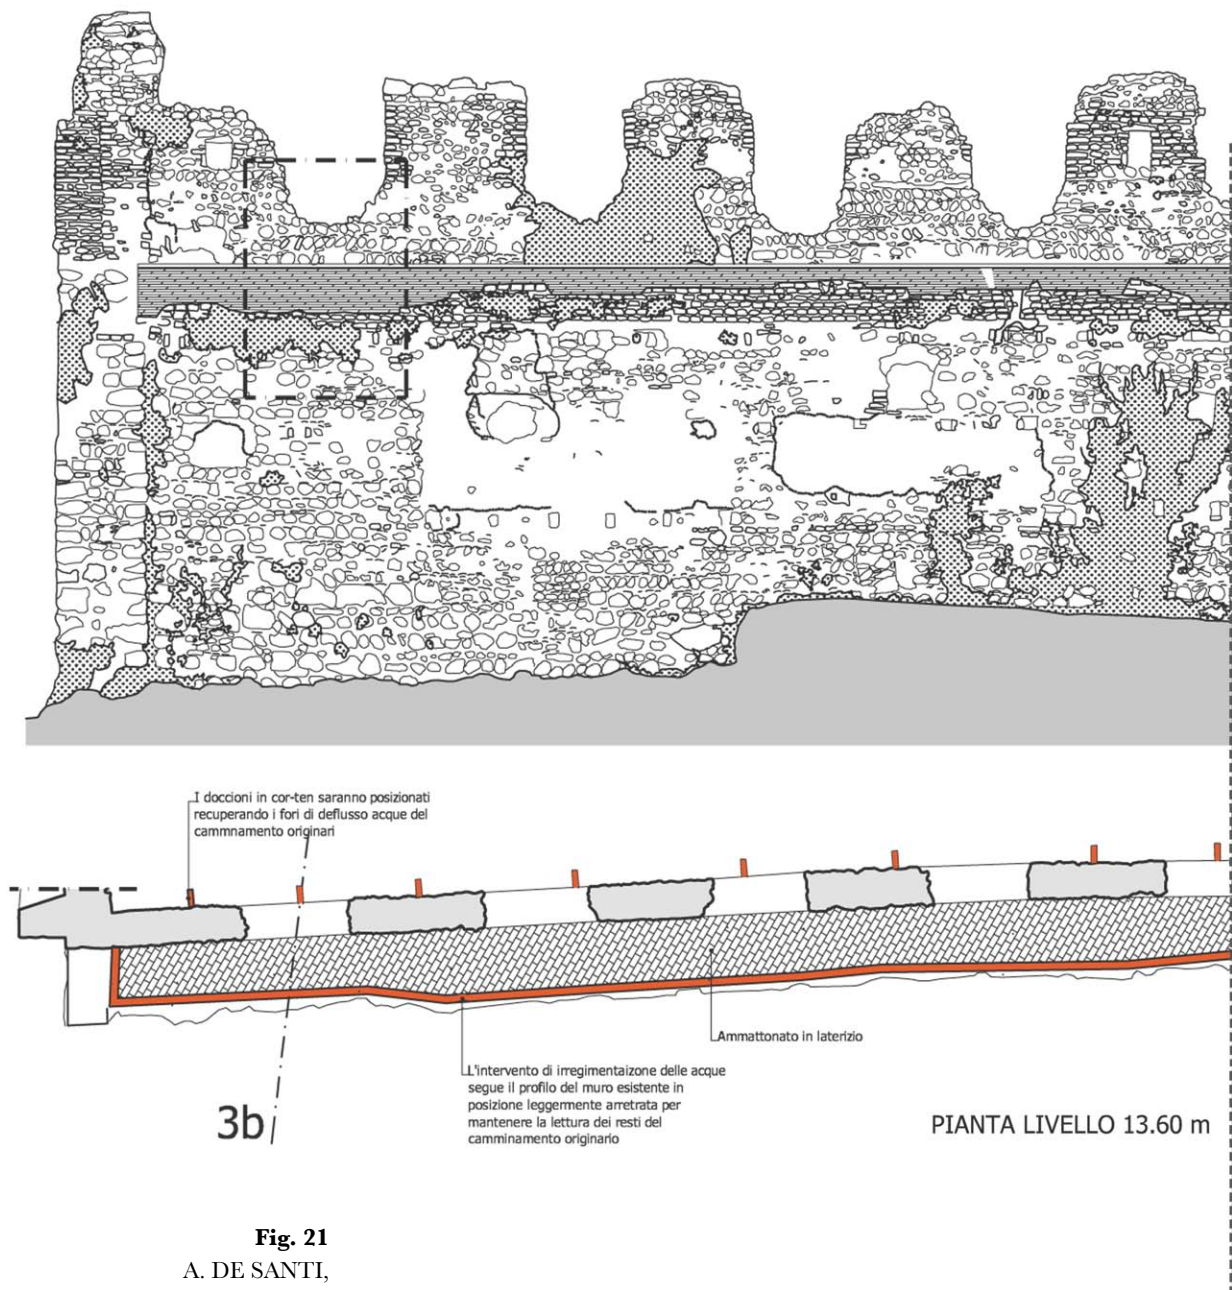 I doccioni in cor-ten saranno posizionati
recuperando i fori di deflusso acque del
cammnamento originari
Ammattonato in laterizio
L'intervento di irregimentaizone delle acque
segue il profilo del muro esistente in
posizione leggermente arretrata per
mantenere la lettura dei resti del
camminamento originario
3b
PIANTA LIVELLO 13.60 m
Fig. 21
A. DE SANTI,